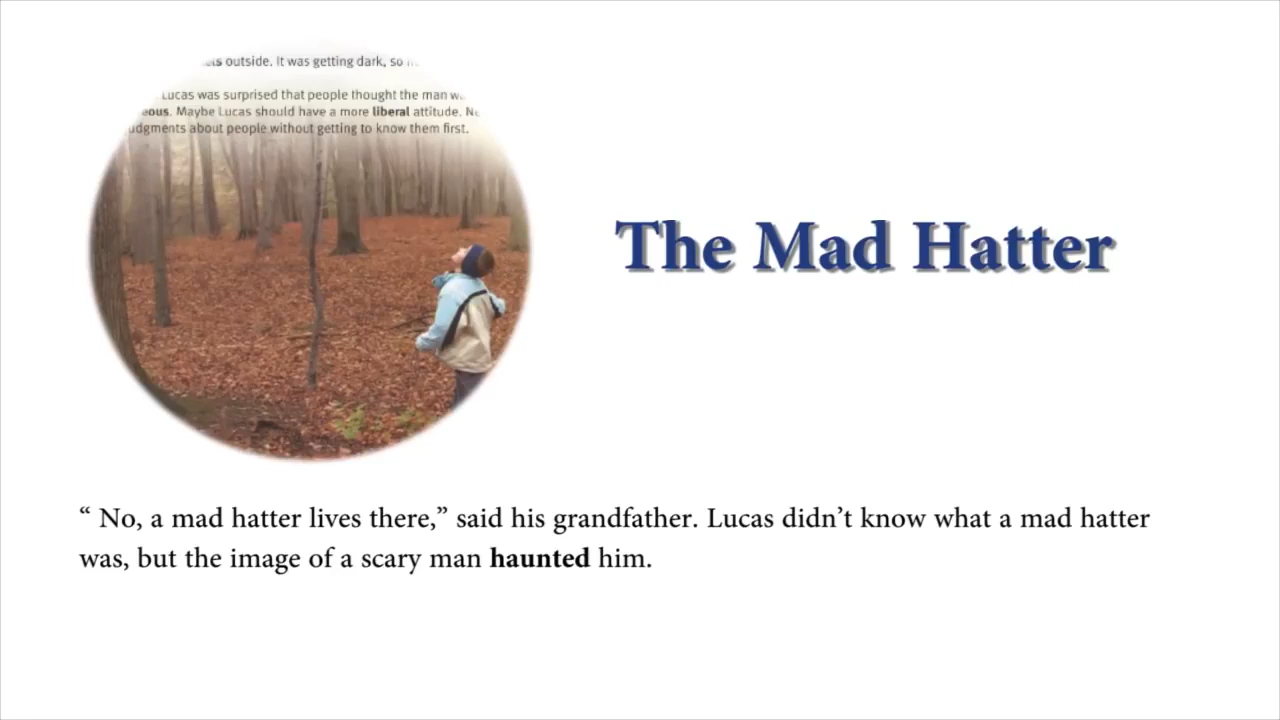 outside. It was getting dark, so
Lucas was surprised that people thought the man
Maybe Lucas should have a more liberal attitude.
about people without getting to know them first.
The Mad Hatter
“ No, a mad hatter lives there,” said his grandfather. Lucas didn’t know what a mad hatter
was, but the image of a scary man haunted him.